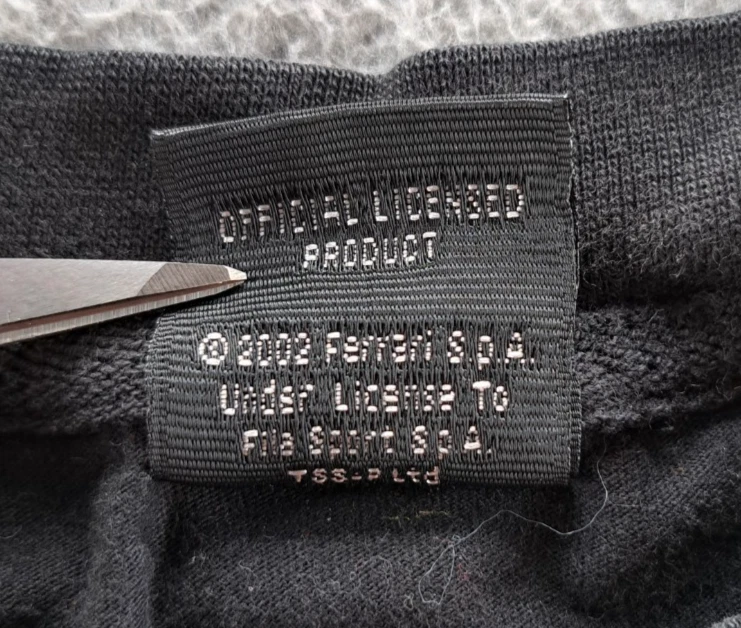 OFFICIAL LICENSED
PRODUCT
© 2002 Ferrari S.p.A.
Under License To
Fila Sport S.p.A.
TSS-P Ltd